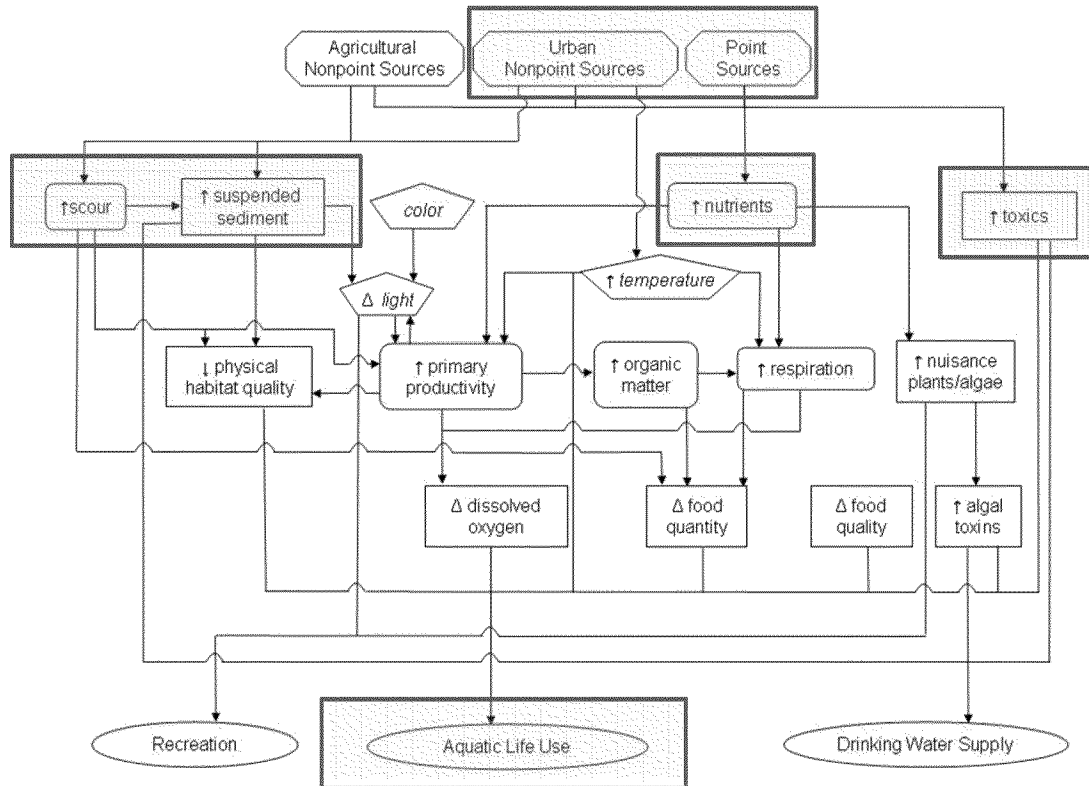 Agricultural
Nonpoint Sources
Urban
Nonpoint Sources
Point
Sources
↑scour
↑ suspended
sediment
color
↑ nutrients
↑ toxics
↑ temperature
Δ light
↓ physical
habitat quality
↑ primary
productivity
↑ organic
matter
↑ respiration
↑ nuisance
plants/algae
Δ dissolved
oxygen
Δ food
quantity
Δ food
quality
↑ algal
toxins
Recreation
Aquatic Life Use
Drinking Water Supply